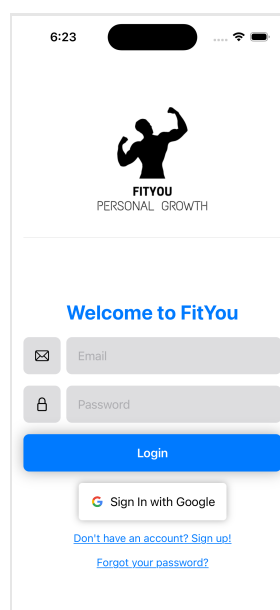 6:23
FITYOU
PERSONAL GROWTH
Welcome to FitYou
Email
Password
Login
Sign In with Google
Don't have an account? Sign up!
Forgot your password?